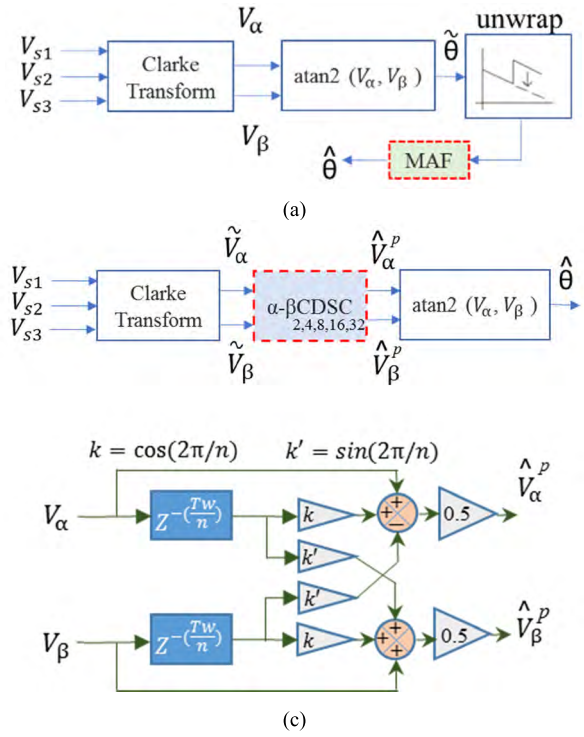 V_α
unwrap
V_s1
V_s2
V_s3
Clarke
Transform
atan2 (V_α, V_β)
θ̃
V_β
θ̂
MAF
(a)
Ṽ_α
V̂_α^p
V_s1
V_s2
V_s3
Clarke
Transform
α-βCDSC
2,4,8,16,32
atan2 (V_α, V_β)
θ̂
Ṽ_β
V̂_β^p
k = cos(2π/n)
k′ = sin(2π/n)
V̂_α^p
V_α
Z^−(Tw/n)
k
+
+
−
0.5
k′
k′
V_β
Z^−(Tw/n)
k
+
+
+
0.5
V̂_β^p
(c)